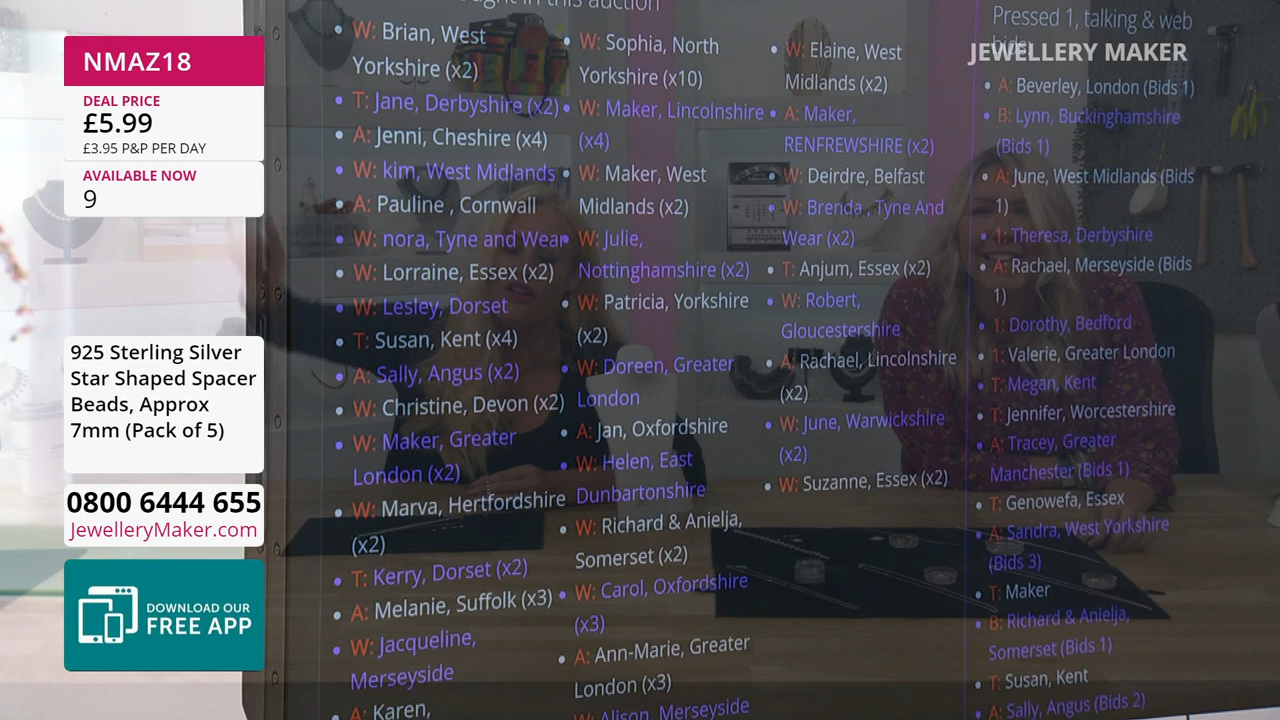 NMAZ18
DEAL PRICE
£5.99
£3.95 P&P PER DAY
AVAILABLE NOW
9
925 Sterling Silver
Star Shaped Spacer
Beads, Approx
7mm (Pack of 5)
0800 6444 655
JewelleryMaker.com
DOWNLOAD OUR
FREE APP
in this auction
W: Brian, West
Yorkshire (x2)
T: Jane, Derbyshire (x2)
A: Jenni, Cheshire (x4)
W: kim, West Midlands
A: Pauline , Cornwall
W: nora, Tyne and Wear
W: Lorraine, Essex (x2)
W: Lesley, Dorset
T: Susan, Kent (x4)
A: Sally, Angus (x2)
W: Christine, Devon (x2)
W: Maker, Greater
London (x2)
W: Marva, Hertfordshire
(x2)
T: Kerry, Dorset (x2)
A: Melanie, Suffolk (x3)
W: Jacqueline,
Merseyside
A: Karen,
W: Sophia, North
Yorkshire (x10)
W: Maker, Lincolnshire
(x4)
W: Maker, West
Midlands (x2)
W: Julie,
Nottinghamshire (x2)
W: Patricia, Yorkshire
(x2)
W: Doreen, Greater
London
A: Jan, Oxfordshire
W: Helen, East
Dunbartonshire
W: Richard & Anielja,
Somerset (x2)
W: Carol, Oxfordshire
(x3)
A: Ann-Marie, Greater
London (x3)
W: Alison, Merseyside
W: Elaine, West
Midlands (x2)
A: Maker,
RENFREWSHIRE (x2)
W: Deirdre, Belfast
W: Brenda , Tyne And
Wear (x2)
T: Anjum, Essex (x2)
W: Robert,
Gloucestershire
A: Rachael, Lincolnshire
(x2)
W: June, Warwickshire
(x2)
W: Suzanne, Essex (x2)
Pressed 1, talking & web
JEWELLERY MAKER
A: Beverley, London (Bids 1)
B: Lynn, Buckinghamshire
(Bids 1)
A: June, West Midlands (Bids
1)
1: Theresa, Derbyshire
A: Rachael, Merseyside (Bids
1)
1: Dorothy, Bedford
1: Valerie, Greater London
T: Megan, Kent
T: Jennifer, Worcestershire
A: Tracey, Greater
Manchester (Bids 1)
T: Genowefa, Essex
A: Sandra, West Yorkshire
(Bids 3)
T: Maker
B: Richard & Anielja,
Somerset (Bids 1)
T: Susan, Kent
A: Sally, Angus (Bids 2)